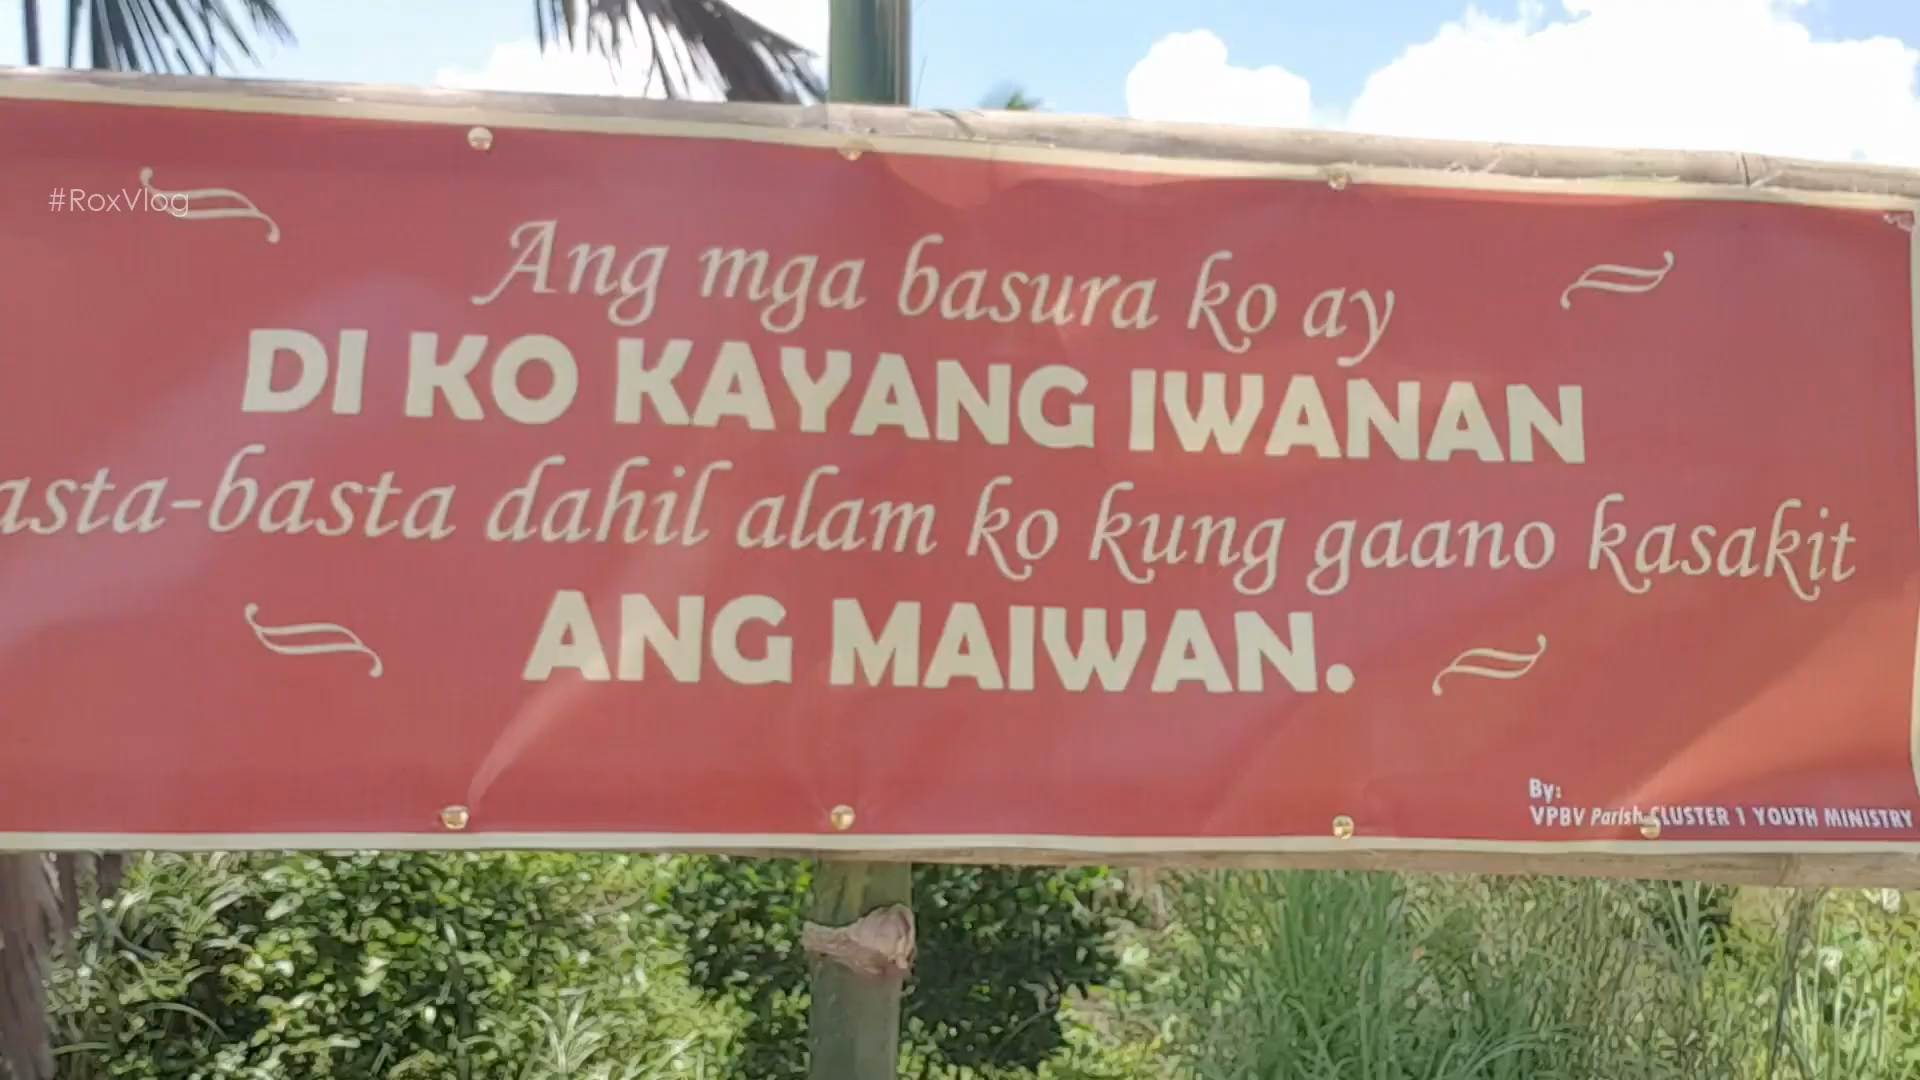 #RoxVlog
Ang mga basura ko ay
DI KO KAYANG IWANAN
asta-basta dahil alam ko kung gaano kasakit
ANG MAIWAN.
By:
VPBV Parish CLUSTER 1 YOUTH MINISTRY